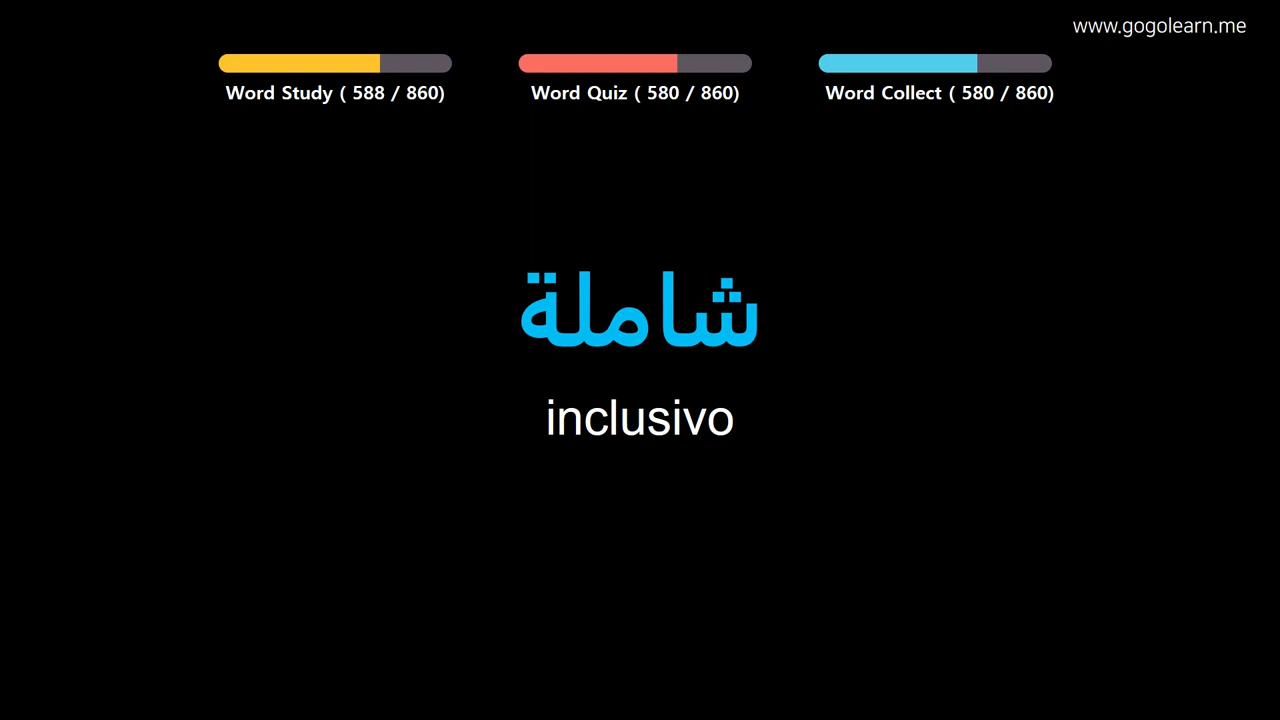 www.gogolearn.me
Word Study ( 588 / 860)
Word Quiz ( 580 / 860)
Word Collect ( 580 / 860)
شاملة
inclusivo